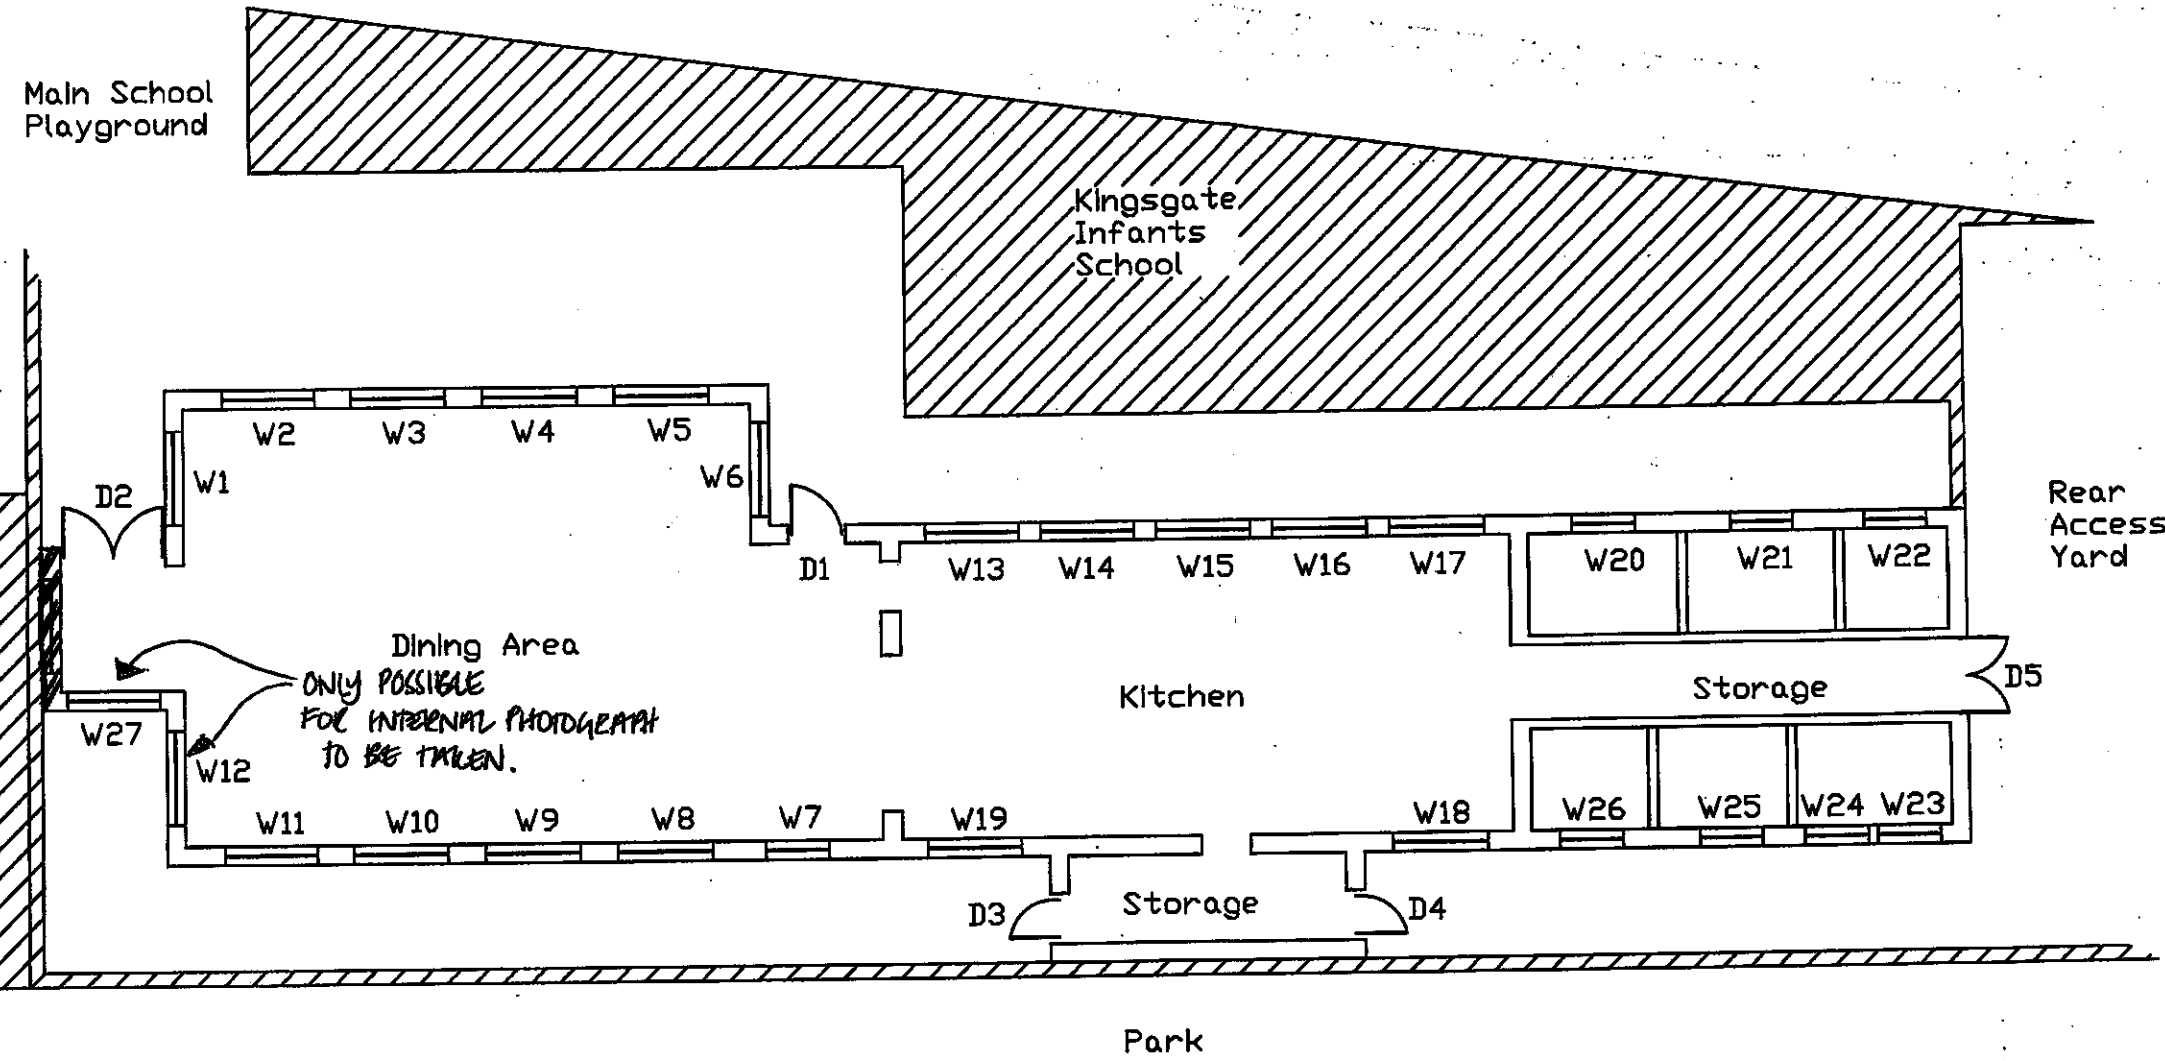 Main School
Playground
Kingsgate
Infants
School
W2 W3 W4 W5
W1
W6
D2
D1
W13 W14 W15 W16 W17
W20 W21 W22
Rear
Access
Yard
Dining Area
ONLY POSSIBLE
FOR INTERNAL PHOTOGRAPH
TO BE TAKEN.
Kitchen
Storage
D5
W27
W12
W11 W10 W9 W8 W7
W19
W18
W26 W25 W24 W23
D3
Storage
D4
Park